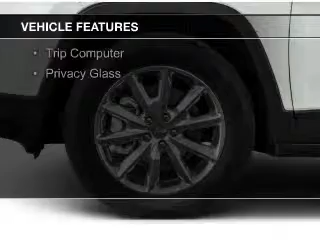 VEHICLE FEATURES
• Trip Computer
• Privacy Glass